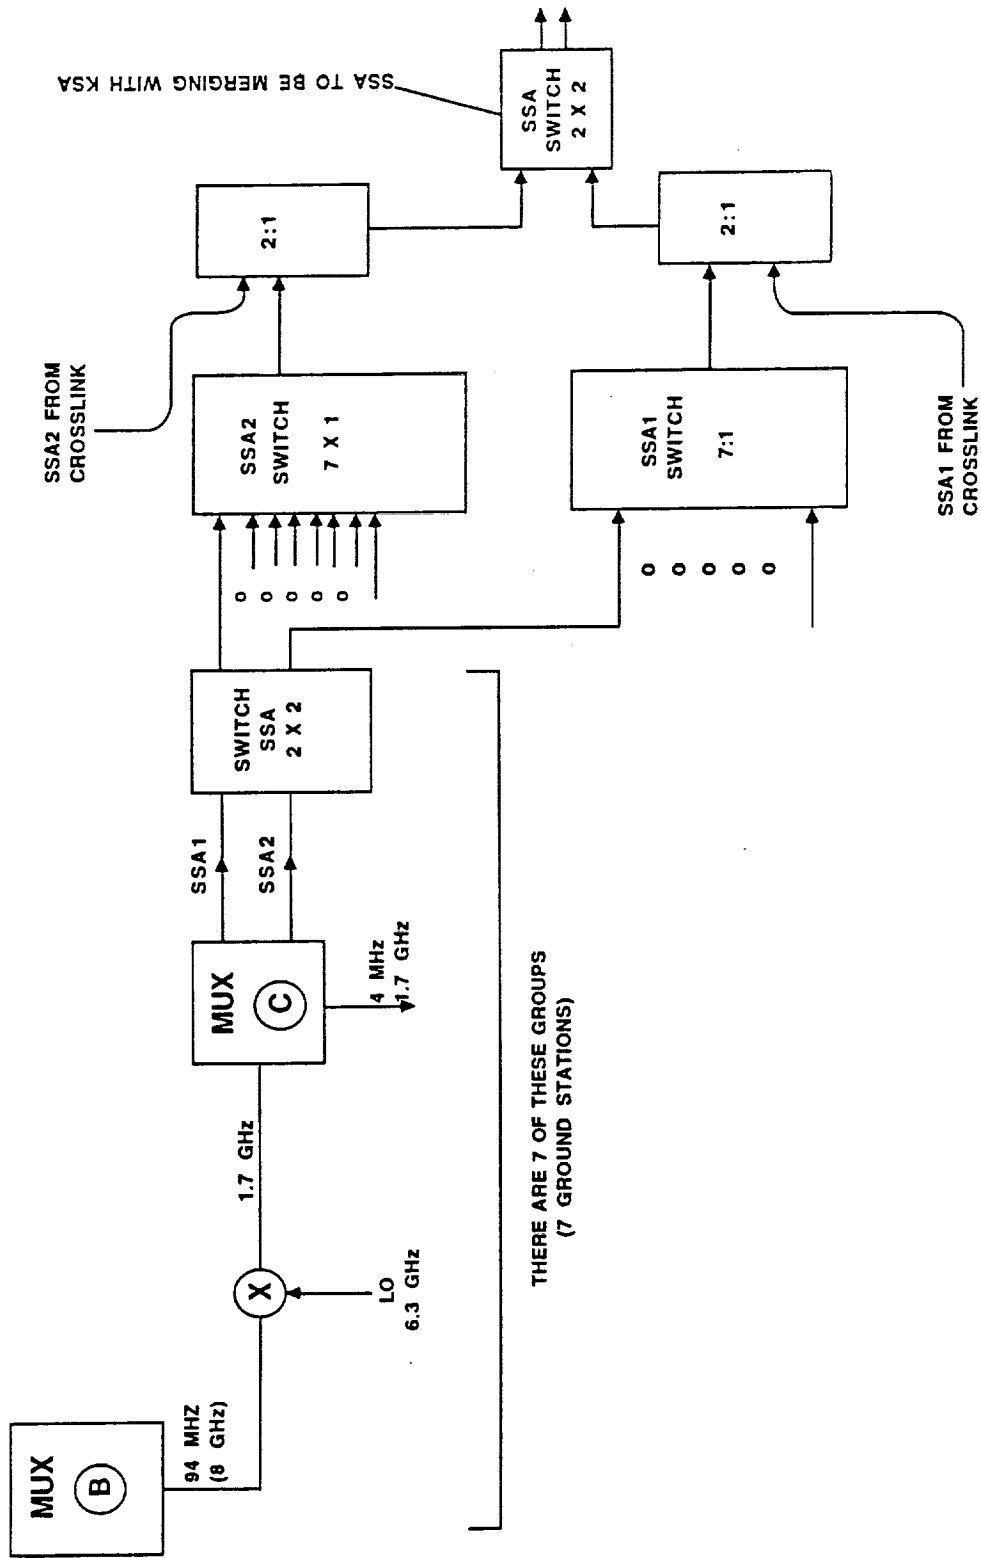 MUX
B
94 MHZ
(8 GHz)
X
LO
6.3 GHz
1.7 GHz
MUX
C
4 MHz
1.7 GHz
SSA1
SSA2
SWITCH
SSA
2 X 2
THERE ARE 7 OF THESE GROUPS
(7 GROUND STATIONS)
o
o
o
o
o
SSA2
SWITCH
7 X 1
SSA2 FROM
CROSSLINK
2:1
o
o
o
o
o
SSA1
SWITCH
7:1
SSA1 FROM
CROSSLINK
2:1
SSA
SWITCH
2 X 2
SSA TO BE MERGING WITH KSA